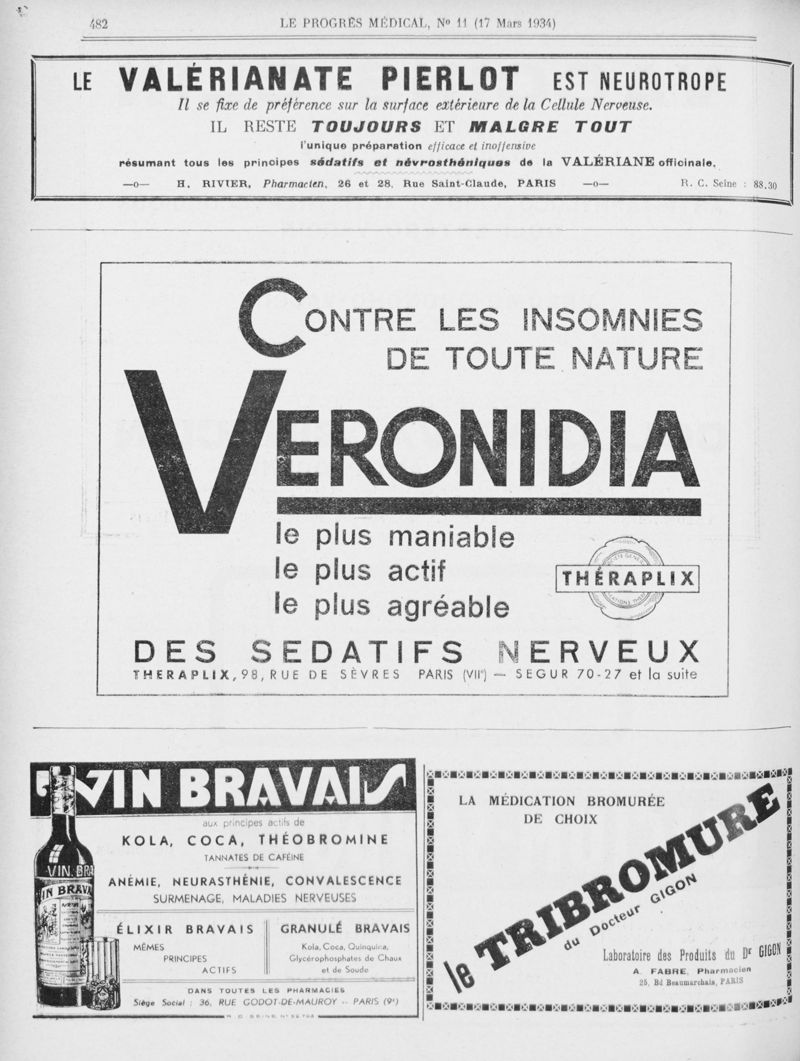 482
LE PROGRÈS MÉDICAL, No 11 (17 Mars 1934)
LE VALÉRIANATE PIERLOT EST NEUROTROPE
Il se fixe de préférence sur la surface extérieure de la Cellule Nerveuse.
IL RESTE TOUJOURS ET MALGRE TOUT
l'unique préparation efficace et inoffensive
résumant tous les principes sédatifs et névrosthéniques de la VALÉRIANE officinale.
—o— H. RIVIER, Pharmacien, 26 et 28, Rue Saint-Claude, PARIS —o— R. C. Seine : 88.30
CONTRE LES INSOMNIES
DE TOUTE NATURE
VERONIDIA
le plus maniable
le plus actif
le plus agréable
THÉRAPLIX
DES SEDATIFS NERVEUX
THERAPLIX, 98, RUE DE SÈVRES PARIS (VIIe) — SEGUR 70-27 et la suite
VIN BRAVAIS
aux principes actifs de
KOLA, COCA, THÉOBROMINE
TANNATES DE CAFÉINE
ANÉMIE, NEURASTHÉNIE, CONVALESCENCE
SURMENAGE, MALADIES NERVEUSES
VIN. BRA
VIN BRAVAI
ÉLIXIR BRAVAIS
MÊMES
PRINCIPES
ACTIFS
GRANULÉ BRAVAIS
Kola, Coca, Quinquina,
Glycérophosphates de Chaux
et de Soude
DANS TOUTES LES PHARMACIES
Siège Social : 36, RUE GODOT-DE-MAUROY -- PARIS (9e)
LA MÉDICATION BROMURÉE
DE CHOIX
le TRIBROMURE
du Docteur GIGON
Laboratoire des Produits du Dr GIGON
A. FABRE, Pharmacien
25, Bd Beaumarchais, PARIS